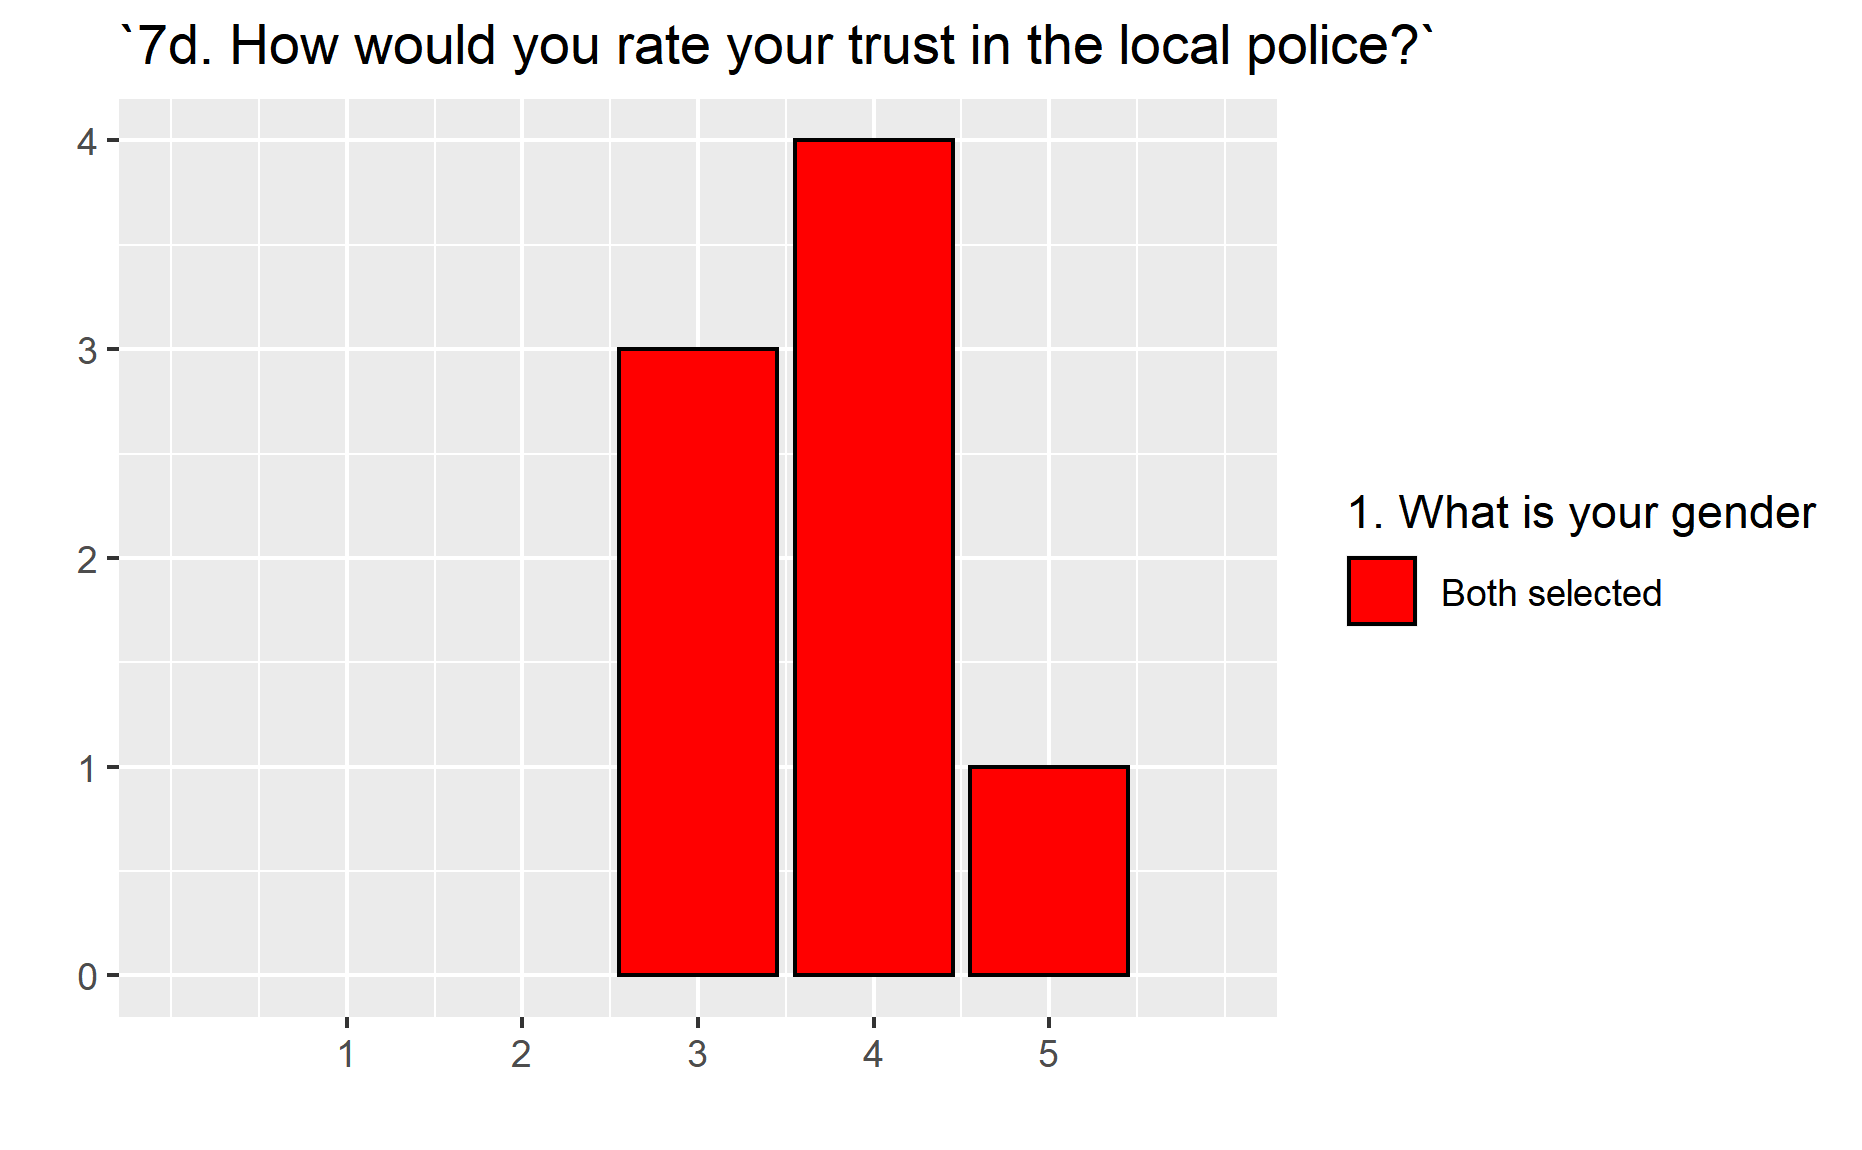 `7d. How would you rate your trust in the local police?`
4
3
2
1
0
1 2 3 4 5
1. What is your gender
Both selected